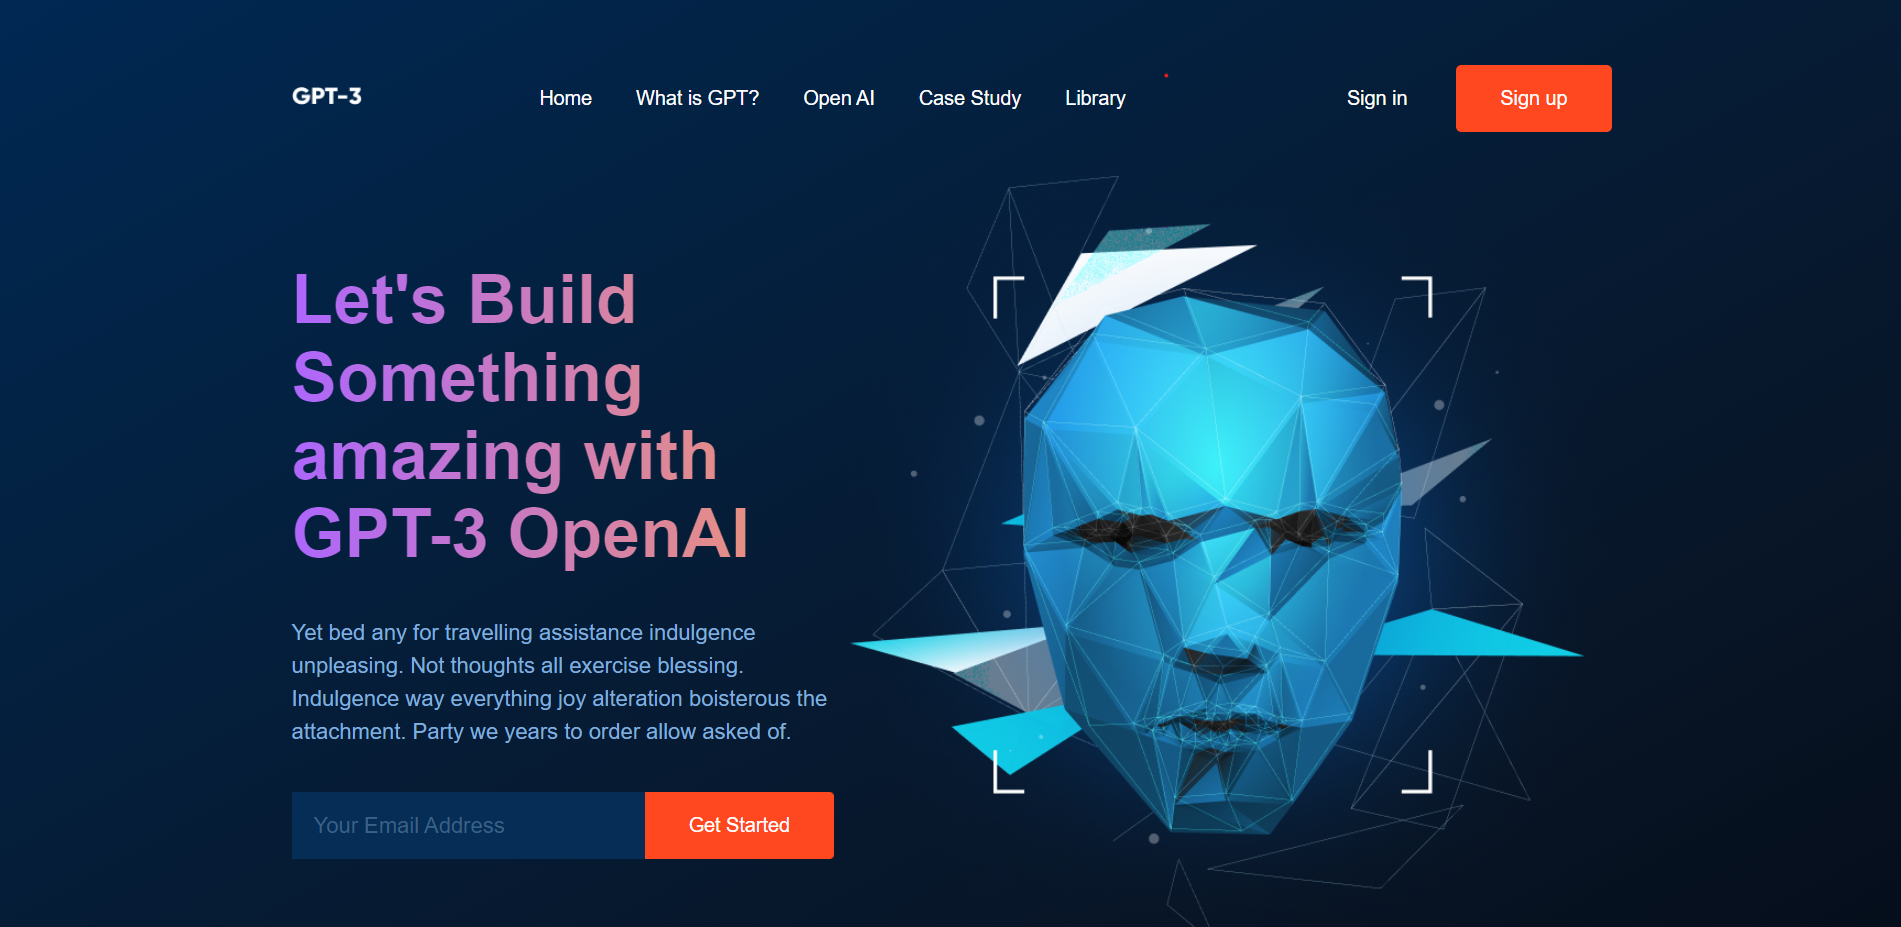 GPT-3
Home
What is GPT?
Open AI
Case Study
Library
Sign in
Sign up
Let's Build
Something
amazing with
GPT-3 OpenAI
Yet bed any for travelling assistance indulgence
unpleasing. Not thoughts all exercise blessing.
Indulgence way everything joy alteration boisterous the
attachment. Party we years to order allow asked of.
Your Email Address
Get Started